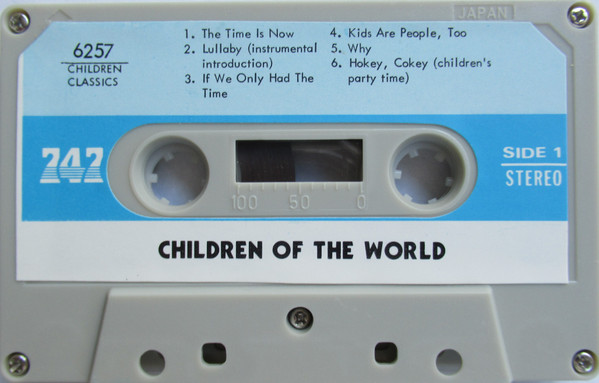 JAPAN
6257
CHILDREN
CLASSICS
1. The Time Is Now
2. Lullaby (instrumental
introduction)
3. If We Only Had The
Time
4. Kids Are People, Too
5. Why
6. Hokey, Cokey (children's
party time)
747
SIDE 1
STEREO
100 50 0
CHILDREN OF THE WORLD